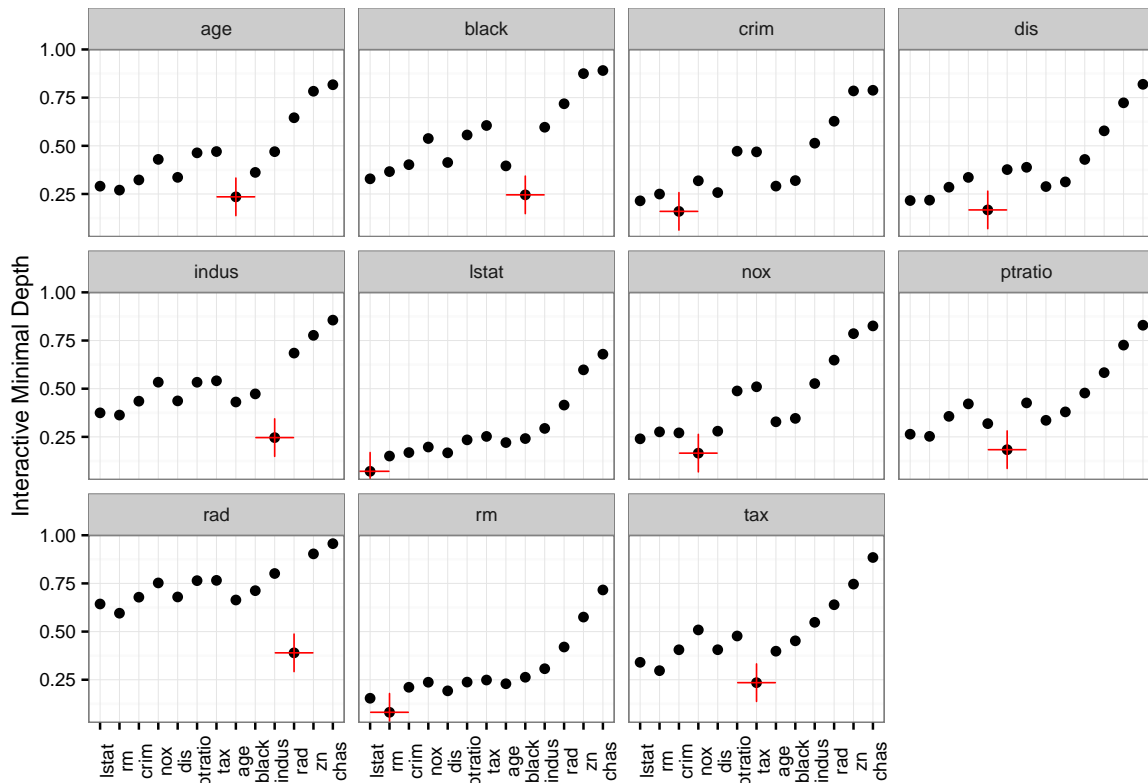 age black crim dis
1.00
0.75
0.50
0.25
indus lstat nox ptratio
1.00
0.75
0.50
0.25
Interactive Minimal Depth
rad rm tax
1.00
0.75
0.50
0.25
lstat rm crim nox dis ptratio tax age black indus rad zn chas
lstat rm crim nox dis ptratio tax age black indus rad zn chas
lstat rm crim nox dis ptratio tax age black indus rad zn chas